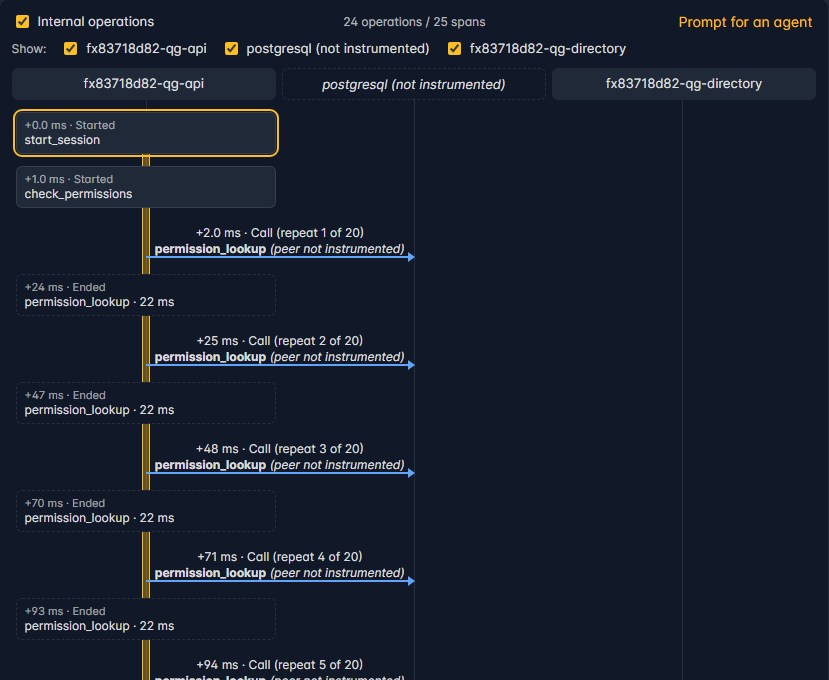 Internal operations 24 operations / 25 spans Prompt for an agent
Show: fx83718d82-qg-api postgresql (not instrumented) fx83718d82-qg-directory
fx83718d82-qg-api postgresql (not instrumented) fx83718d82-qg-directory
+0.0 ms · Started
start_session
+1.0 ms · Started
check_permissions
+2.0 ms · Call (repeat 1 of 20)
permission_lookup (peer not instrumented)
+24 ms · Ended
permission_lookup · 22 ms
+25 ms · Call (repeat 2 of 20)
permission_lookup (peer not instrumented)
+47 ms · Ended
permission_lookup · 22 ms
+48 ms · Call (repeat 3 of 20)
permission_lookup (peer not instrumented)
+70 ms · Ended
permission_lookup · 22 ms
+71 ms · Call (repeat 4 of 20)
permission_lookup (peer not instrumented)
+93 ms · Ended
permission_lookup · 22 ms
+94 ms · Call (repeat 5 of 20)
permission_lookup (peer not instrumented)